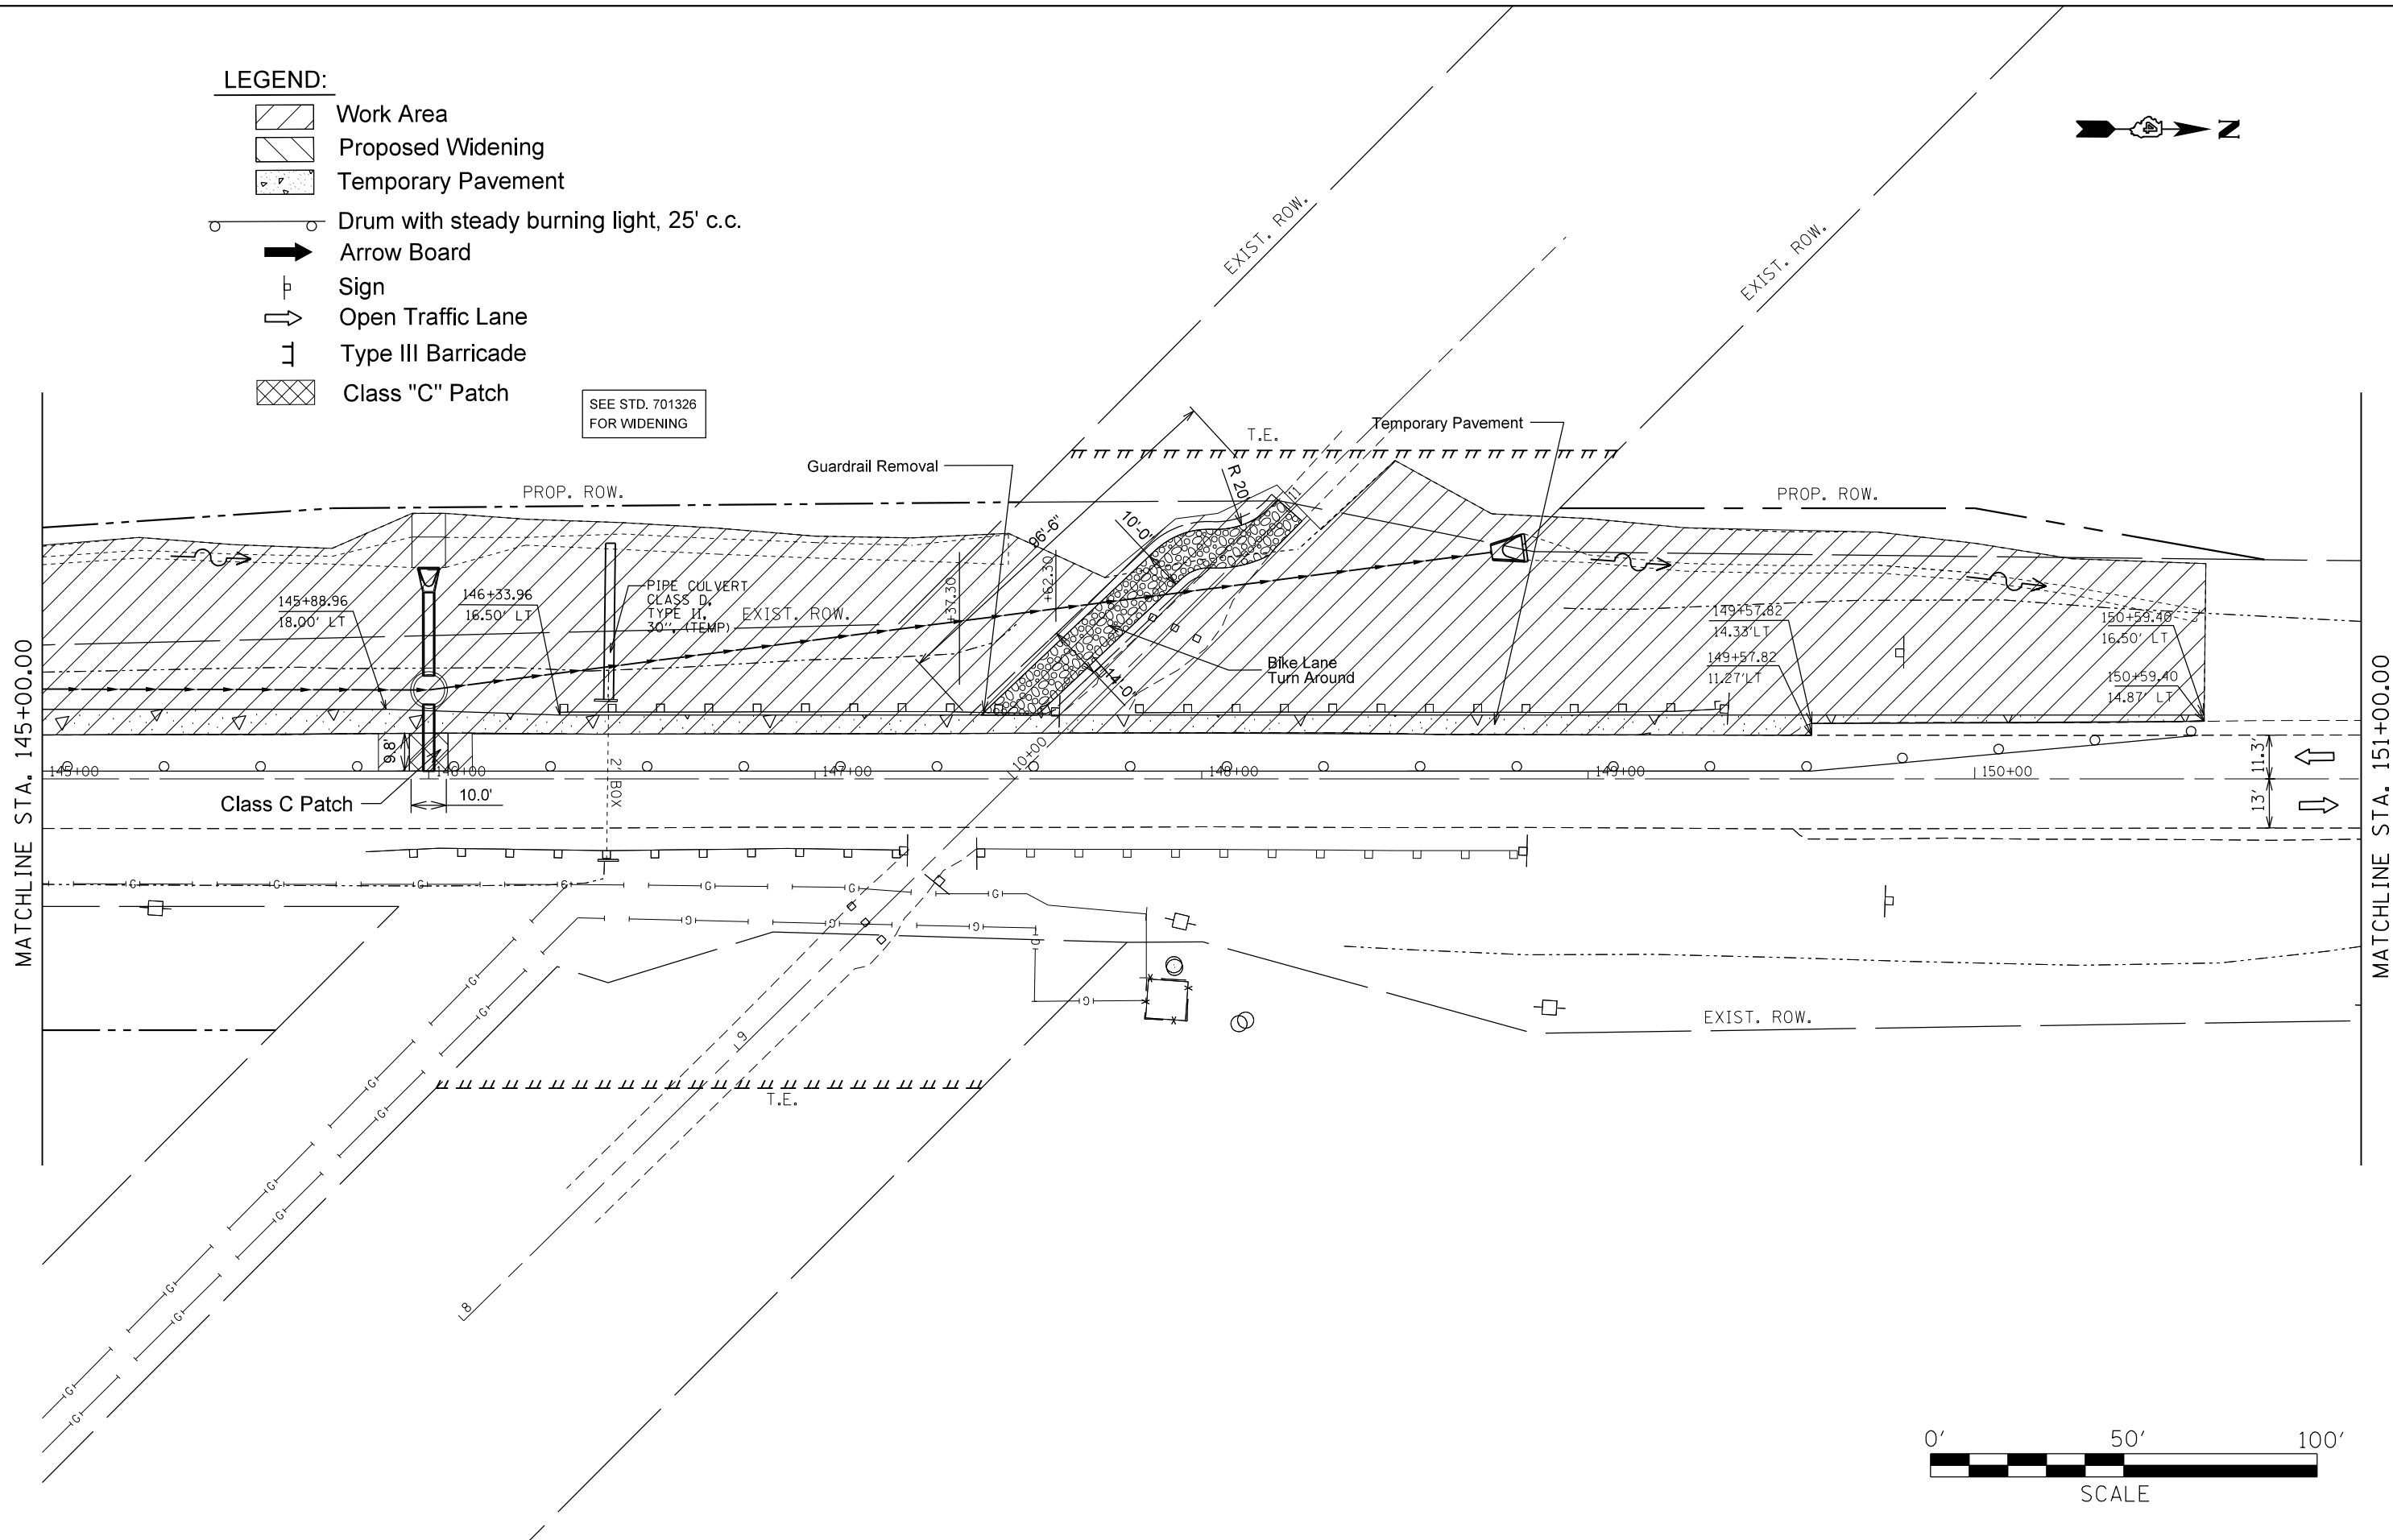 LEGEND:
Work Area
Proposed Widening
Temporary Pavement
Drum with steady burning light, 25' c.c.
Arrow Board
Sign
Open Traffic Lane
Type III Barricade
Class "C" Patch
SEE STD. 701326
FOR WIDENING
N
EXIST. ROW.
EXIST. ROW.
T.E.
Temporary Pavement
Guardrail Removal
PROP. ROW.
PROP. ROW.
R 20'
11
10'-0"
96'-6"
+37.30
+62.30
PIPE CULVERT
CLASS D,
TYPE II,
30", (TEMP)
EXIST. ROW.
145+88.96
18.00' LT
146+33.96
16.50' LT
149+57.82
14.33'LT
149+57.82
11.27'LT
150+59.40
16.50' LT
150+59.40
14.87' LT
Bike Lane
Turn Around
14'-0"
MATCHLINE STA. 145+00.00
MATCHLINE STA. 151+00.00
9.8'
145+00
146+00
147+00
10+00
148+00
149+00
150+00
11.3'
13'
2' BOX
Class C Patch
10.0'
G G G G G G
G G G G
G
G
EXIST. ROW.
9
T.E.
8
G G G G G G
G G G G G G
0' 50' 100'
SCALE